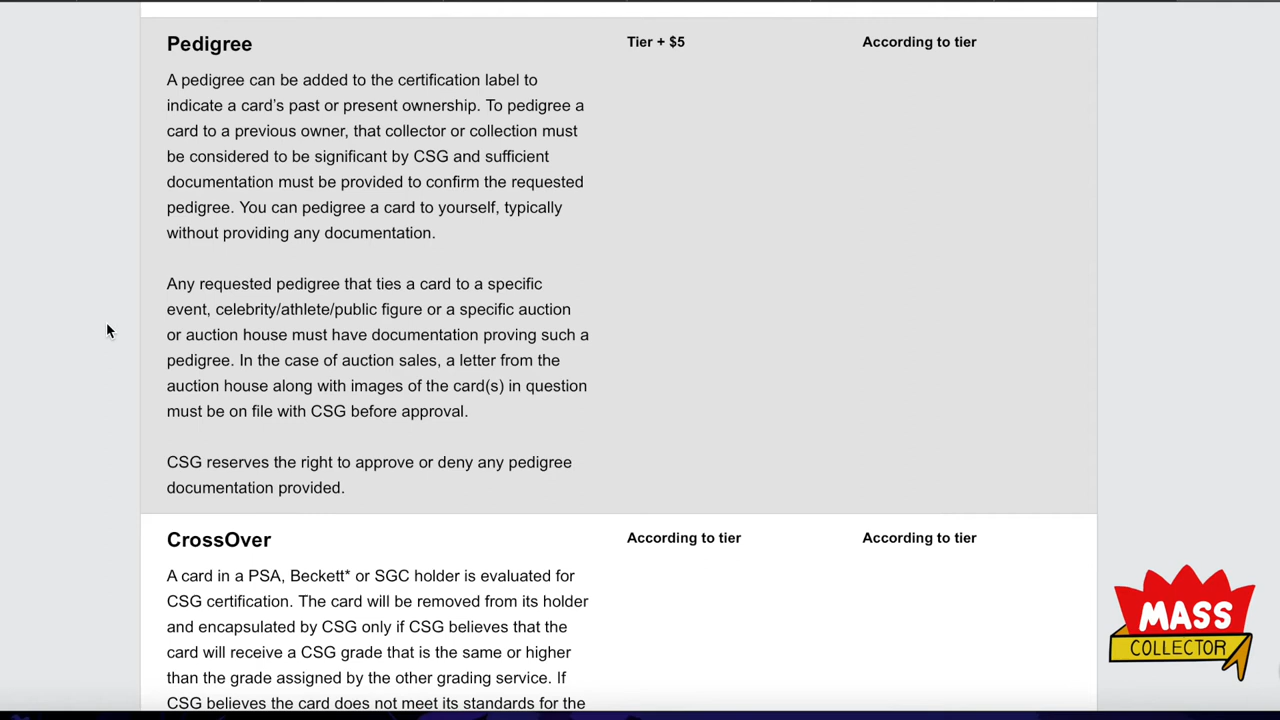 Pedigree
Tier + $5
According to tier
A pedigree can be added to the certification label to
indicate a card's past or present ownership. To pedigree a
card to a previous owner, that collector or collection must
be considered to be significant by CSG and sufficient
documentation must be provided to confirm the requested
pedigree. You can pedigree a card to yourself, typically
without providing any documentation.
Any requested pedigree that ties a card to a specific
event, celebrity/athlete/public figure or a specific auction
or auction house must have documentation proving such a
pedigree. In the case of auction sales, a letter from the
auction house along with images of the card(s) in question
must be on file with CSG before approval.
CSG reserves the right to approve or deny any pedigree
documentation provided.
CrossOver
According to tier
According to tier
A card in a PSA, Beckett* or SGC holder is evaluated for
CSG certification. The card will be removed from its holder
and encapsulated by CSG only if CSG believes that the
card will receive a CSG grade that is the same or higher
than the grade assigned by the other grading service. If
CSG believes the card does not meet its standards for the
MASS
COLLECTOR